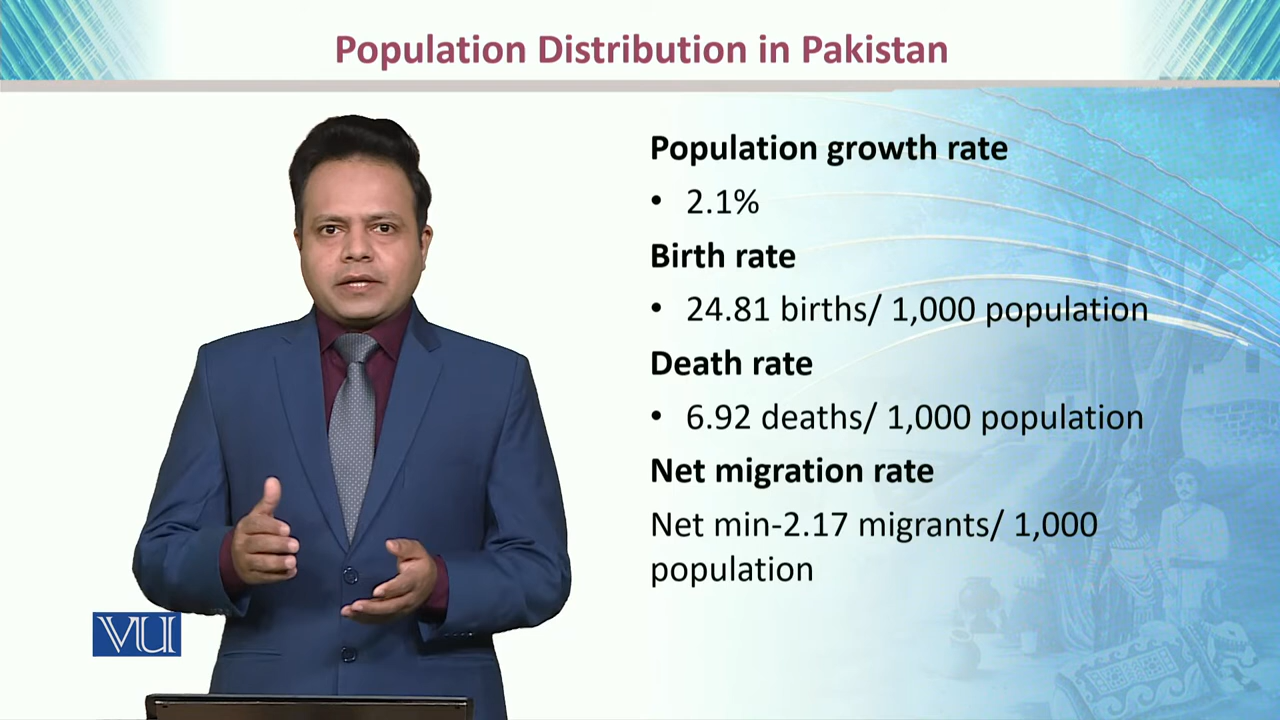 Population Distribution in Pakistan
Population growth rate
• 2.1%
Birth rate
• 24.81 births/ 1,000 population
Death rate
• 6.92 deaths/ 1,000 population
Net migration rate
Net min-2.17 migrants/ 1,000
population
VU